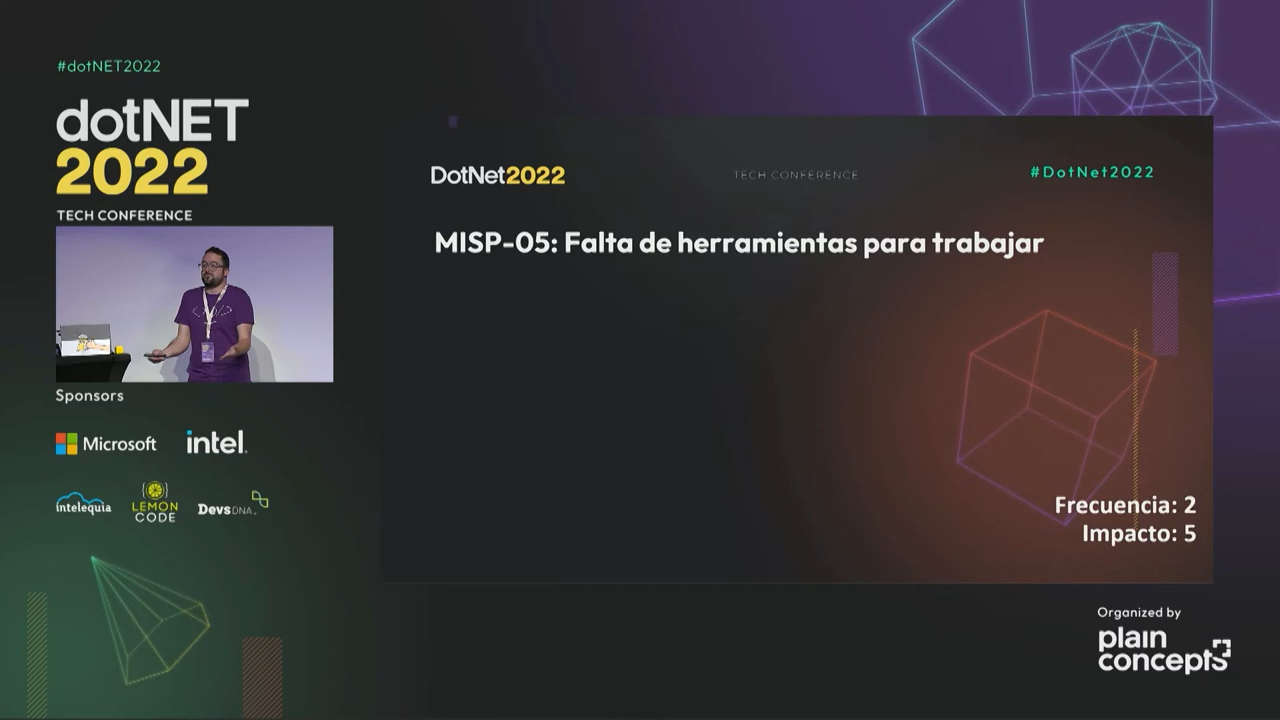 #dotNET2022
dotNET
2022
TECH CONFERENCE
Sponsors
Microsoft
intel.
intelequia
LEMON
CODE
DevsDNA
DotNet2022
TECH CONFERENCE
#DotNet2022
MISP-05: Falta de herramientas para trabajar
Frecuencia: 2
Impacto: 5
Organized by
plain
concepts